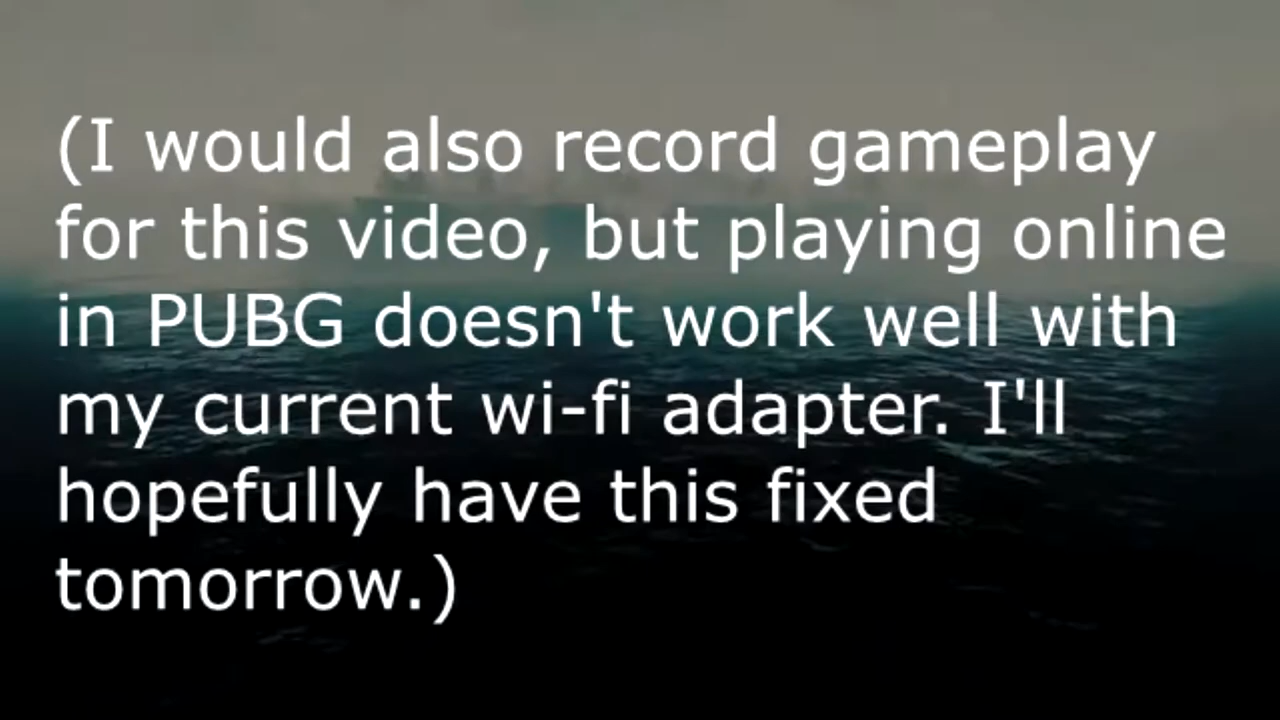 (I would also record gameplay
for this video, but playing online
in PUBG doesn't work well with
my current wi-fi adapter. I'll
hopefully have this fixed
tomorrow.)